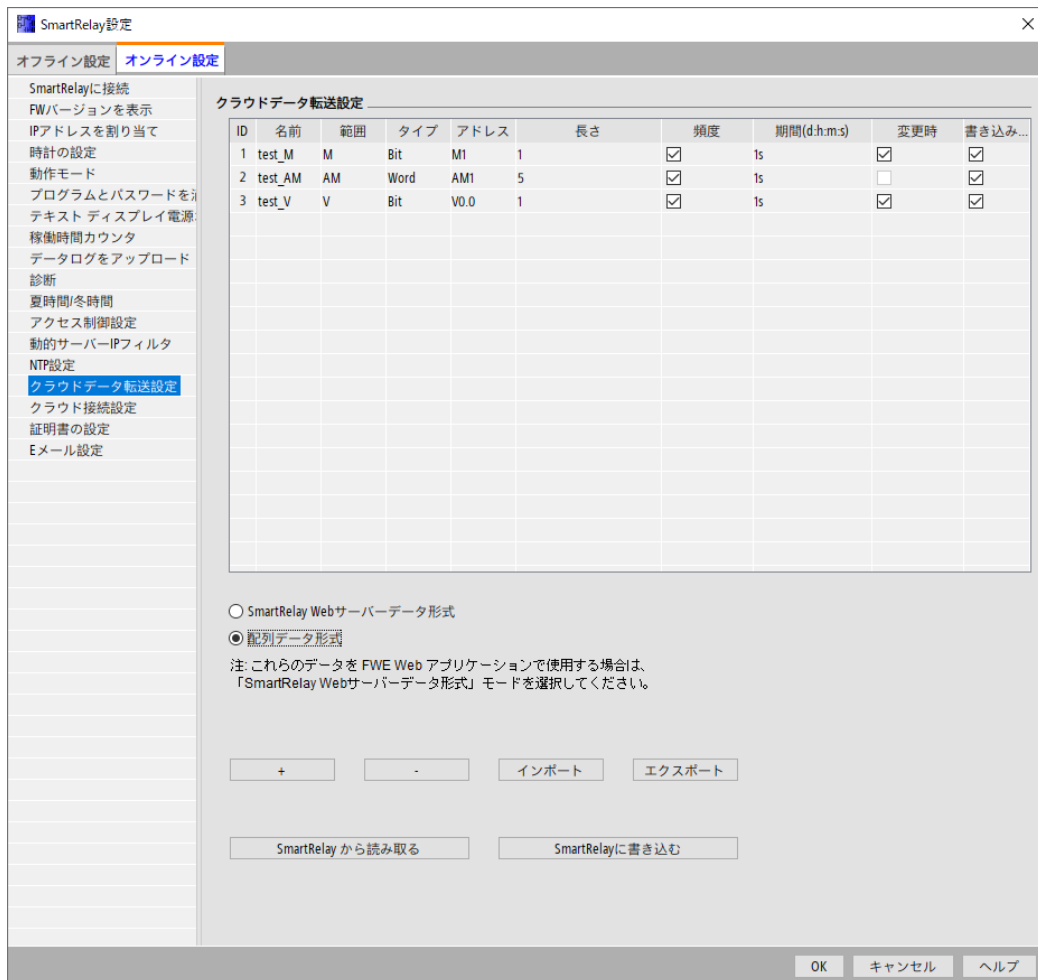 SmartRelay設定
オフライン設定 オンライン設定
SmartRelayに接続
FWバージョンを表示
IPアドレスを割り当て
時計の設定
動作モード
プログラムとパスワードを消
テキスト ディスプレイ電源
稼働時間カウンタ
データログをアップロード
診断
夏時間/冬時間
アクセス制御設定
動的サーバーIPフィルタ
NTP設定
クラウドデータ転送設定
クラウド接続設定
証明書の設定
Eメール設定
クラウドデータ転送設定
ID 名前 範囲 タイプ アドレス 長さ 頻度 期間(d:h:m:s) 変更時 書き込み...
1 test_M M Bit M1 1 1s
2 test_AM AM Word AM1 5 1s
3 test_V V Bit V0.0 1 1s
SmartRelay Webサーバーデータ形式
配列データ形式
注: これらのデータを FWE Web アプリケーションで使用する場合は、
「SmartRelay Webサーバーデータ形式」モードを選択してください。
+ - インポート エクスポート
SmartRelay から読み取る SmartRelayに書き込む
OK キャンセル ヘルプ